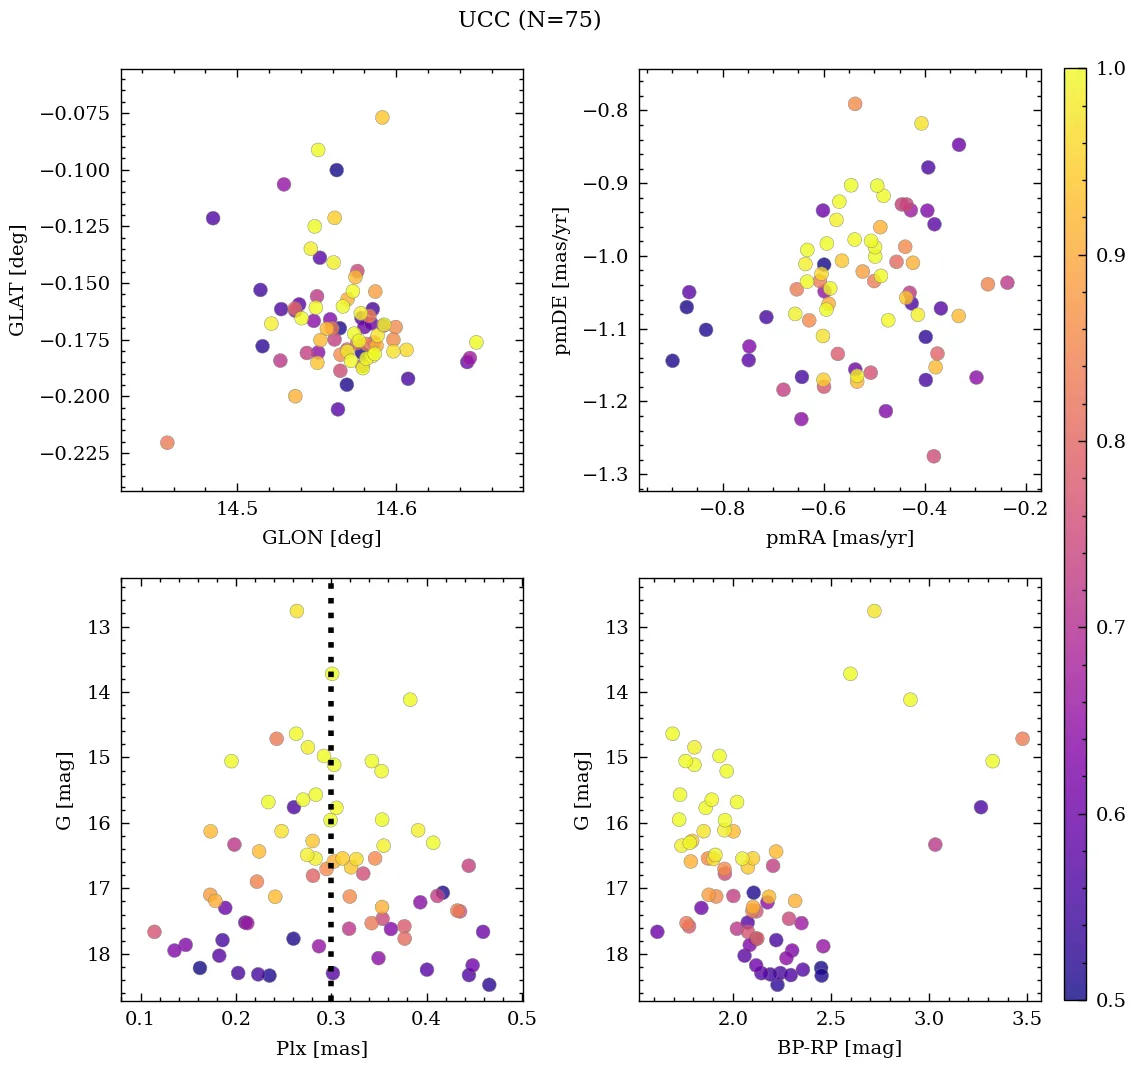 UCC (N=75)
−0.075
−0.100
−0.125
−0.150
−0.175
−0.200
−0.225
GLAT [deg]
14.5 14.6
GLON [deg]
−0.8
−0.9
−1.0
−1.1
−1.2
−1.3
pmDE [mas/yr]
−0.8 −0.6 −0.4 −0.2
pmRA [mas/yr]
1.0
0.9
0.8
0.7
0.6
0.5
13
14
15
16
17
18
G [mag]
0.1 0.2 0.3 0.4 0.5
Plx [mas]
13
14
15
16
17
18
G [mag]
2.0 2.5 3.0 3.5
BP-RP [mag]